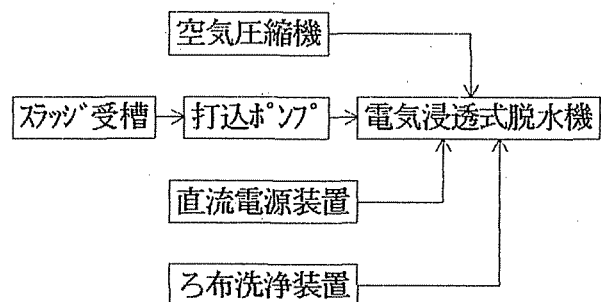 空気圧縮機
ｽﾗｯｼﾞ受槽
打込ﾎﾟﾝﾌﾟ
電気浸透式脱水機
直流電源装置
ろ布洗浄装置